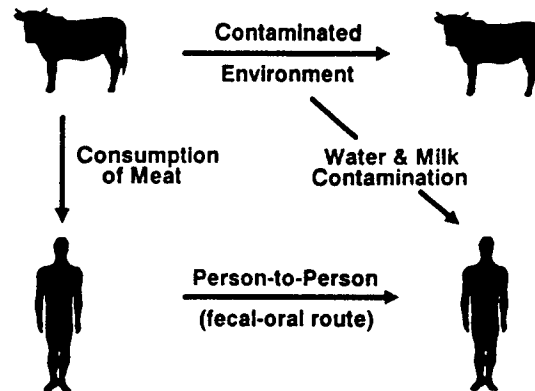 Contaminated
Environment
Consumption
of Meat
Water & Milk
Contamination
Person-to-Person
(fecal-oral route)